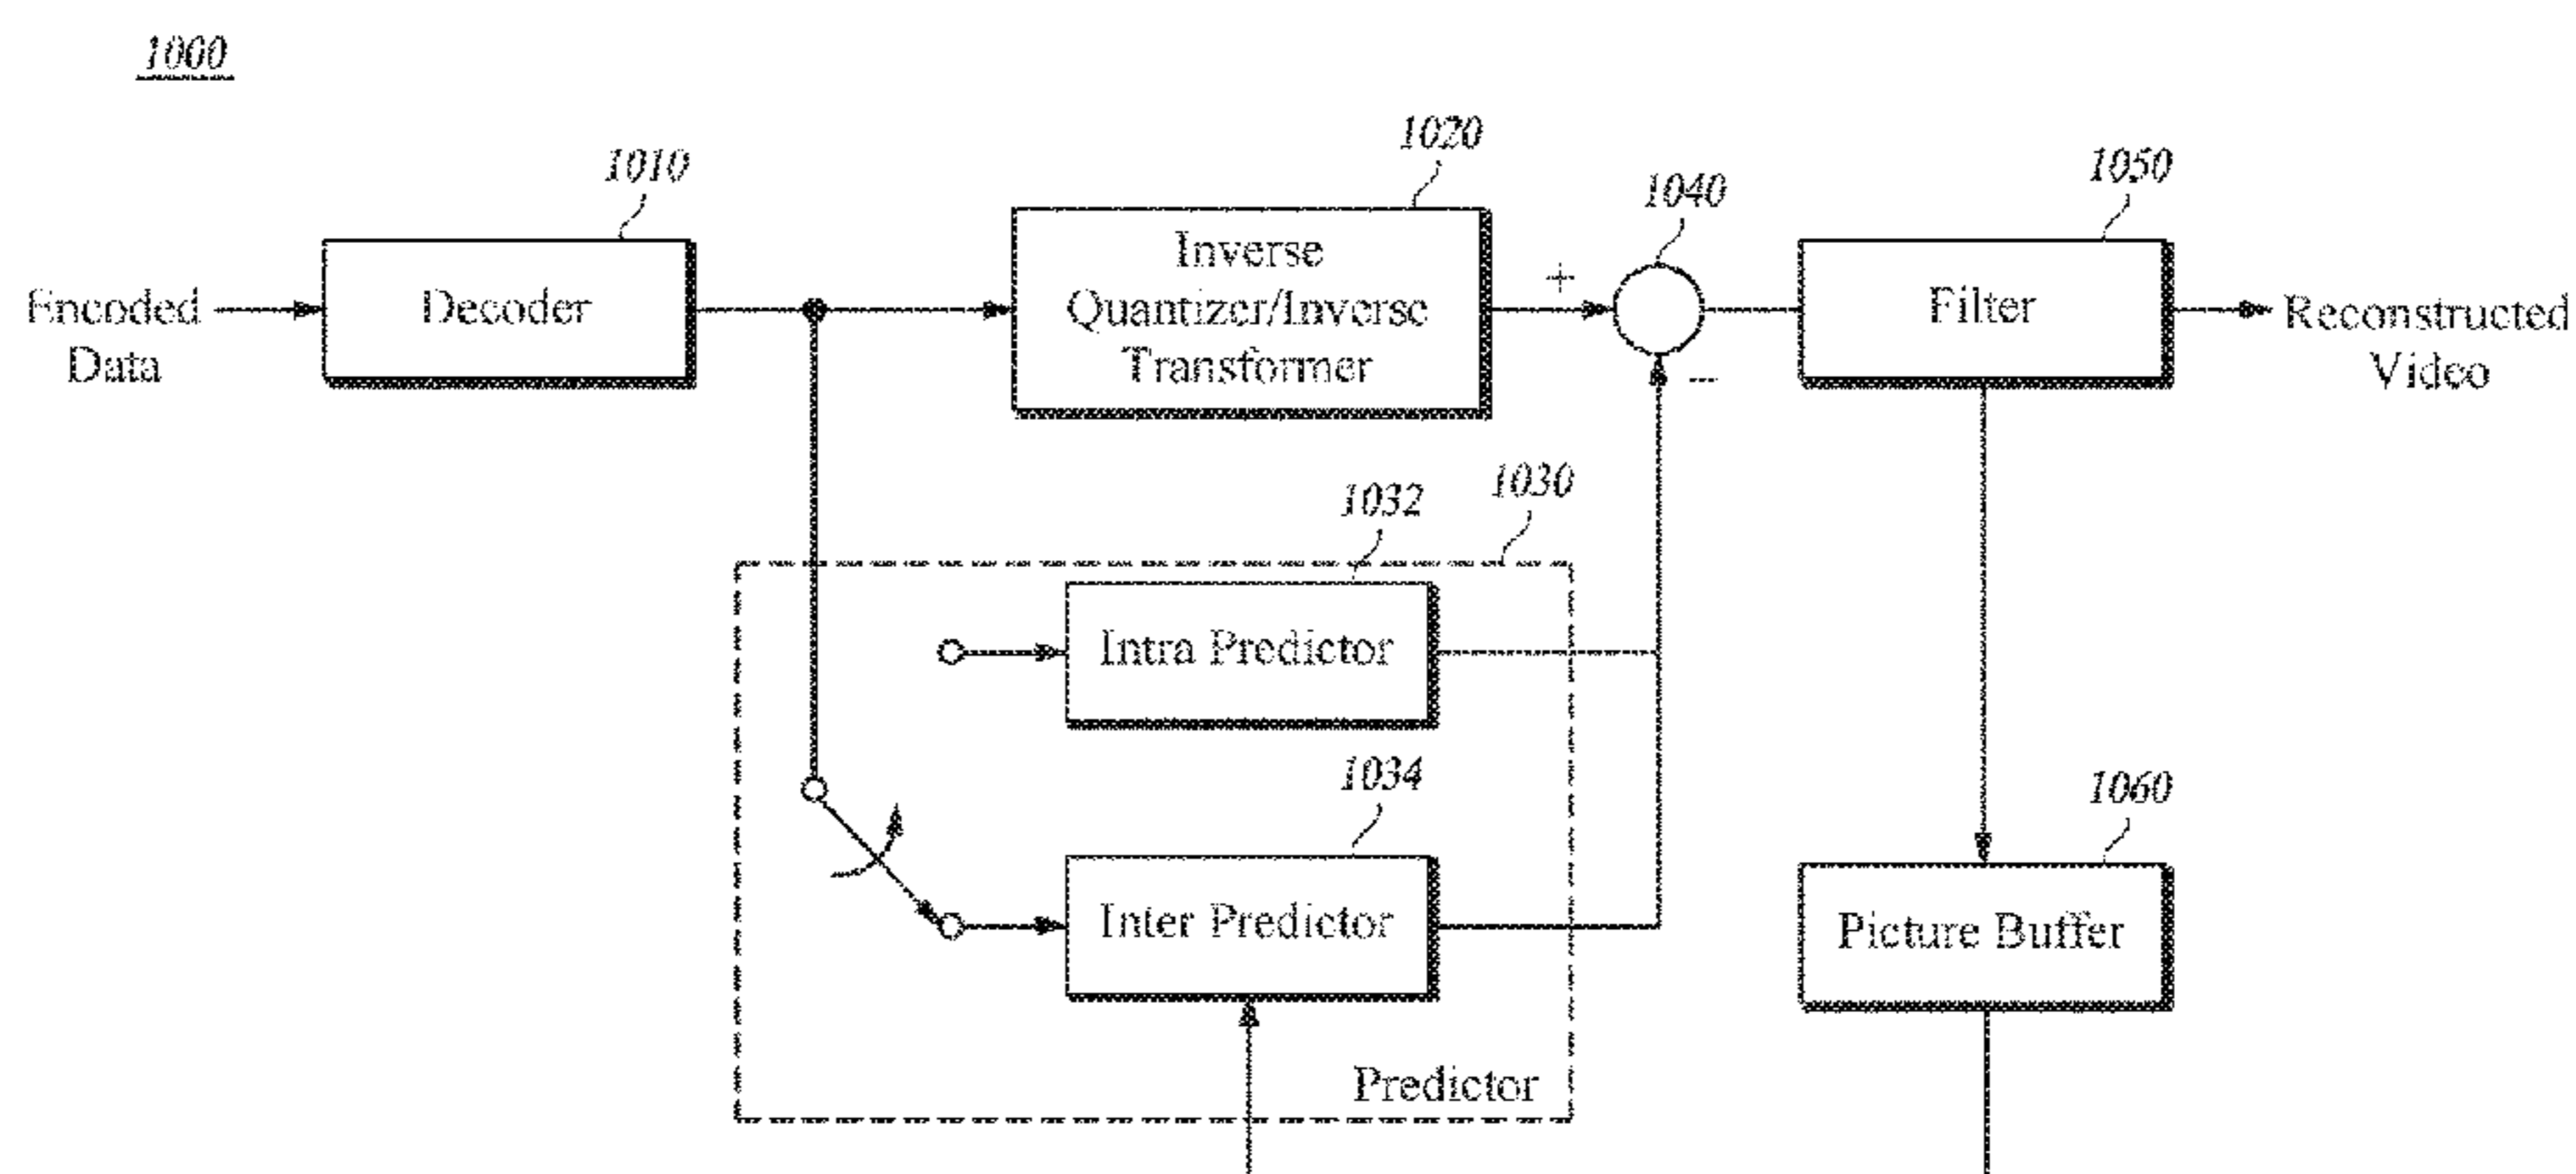 1000
1010
1020
1040
1050
Encoded
Data
Decoder
Inverse
Quantizer/Inverse
Transformer
+
−
Filter
Reconstructed
Video
1030
1032
Intra Predictor
1034
Inter Predictor
Predictor
1060
Picture Buffer